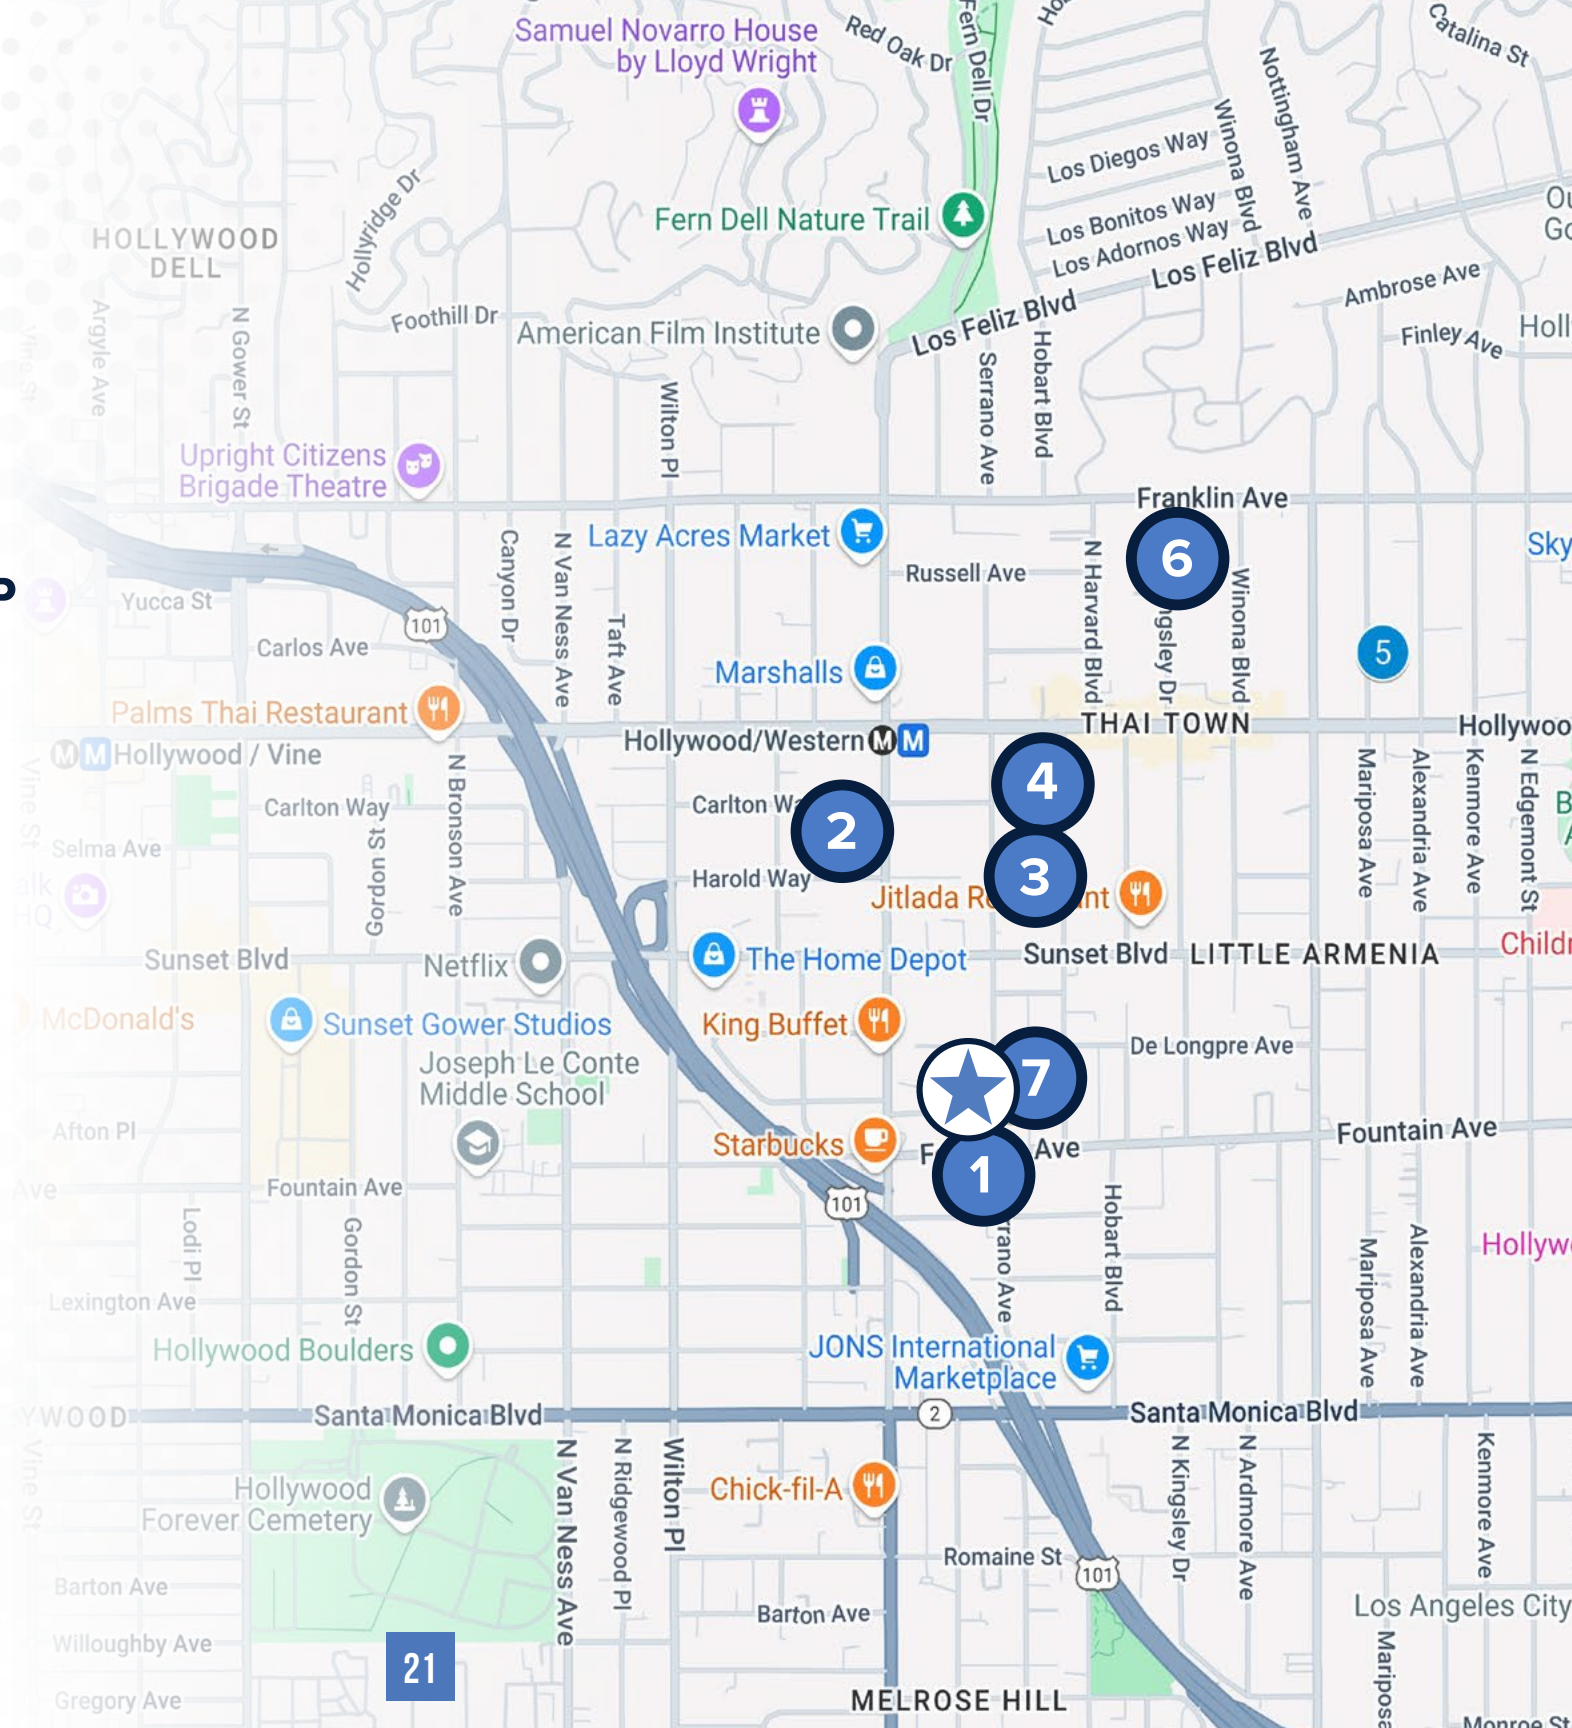 Samuel Novarro House
by Lloyd Wright
Red Oak Dr
Fern Dell Dr
Catalina St
Nottingham Ave
Winona Blvd
Los Diegos Way
Los Bonitos Way
Los Adornos Way
Los Feliz Blvd
Fern Dell Nature Trail
HOLLYWOOD
DELL
Hollyridge Dr
Ambrose Ave
Finley Ave
Foothill Dr
American Film Institute
Los Feliz Blvd
Argyle Ave
N Gower St
Serrano Ave
Hobart Blvd
Wilton Pl
Upright Citizens
Brigade Theatre
Franklin Ave
Lazy Acres Market
Russell Ave
6
Canyon Dr
N Van Ness Ave
Taft Ave
N Harvard Blvd
Winona Blvd
Yucca St
101
Carlos Ave
5
Marshalls
Palms Thai Restaurant
THAI TOWN
Hollywood/Western
M
M
M
M
Hollywood / Vine
4
Carlton Way
N Bronson Ave
Gordon St
2
Mariposa Ave
Alexandria Ave
Kenmore Ave
N Edgemont St
Selma Ave
Vine St
Harold Way
3
Sunset Blvd
Netflix
The Home Depot
Sunset Blvd
LITTLE ARMENIA
McDonald's
Sunset Gower Studios
King Buffet
De Longpre Ave
Joseph Le Conte
Middle School
7
Afton Pl
Starbucks
Ave
Fountain Ave
1
Fountain Ave
101
Lodi Pl
Gordon St
Hobart Blvd
Mariposa Ave
Alexandria Ave
Lexington Ave
Hollywood Boulders
JONS International
Marketplace
Santa Monica Blvd
2
Santa Monica Blvd
Vine St
Hollywood
Forever Cemetery
N Van Ness Ave
N Ridgewood Pl
Wilton Pl
Chick-fil-A
N Kingsley Dr
N Ardmore Ave
Kenmore Ave
Romaine St
101
Barton Ave
Barton Ave
Los Angeles City
Willoughby Ave
21
Gregory Ave
MELROSE HILL
Monroe St